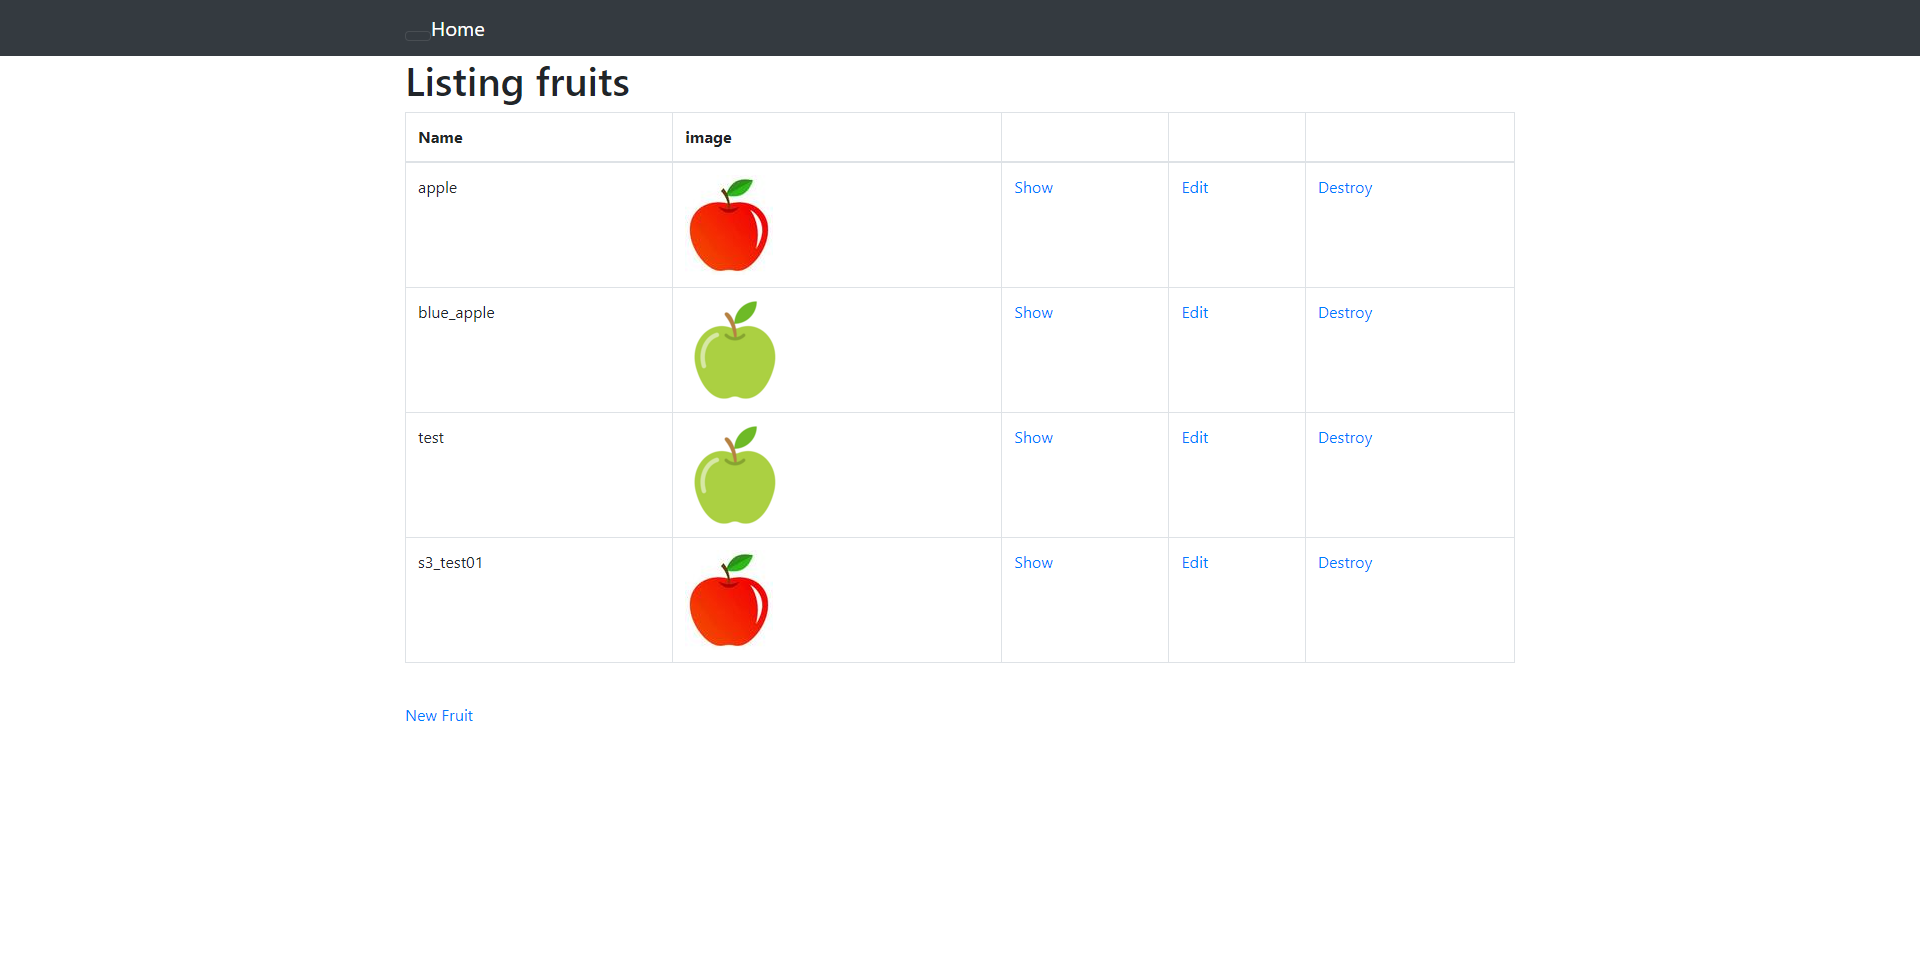 Home
Listing fruits
Name image
apple Show Edit Destroy
blue_apple Show Edit Destroy
test Show Edit Destroy
s3_test01 Show Edit Destroy
New Fruit